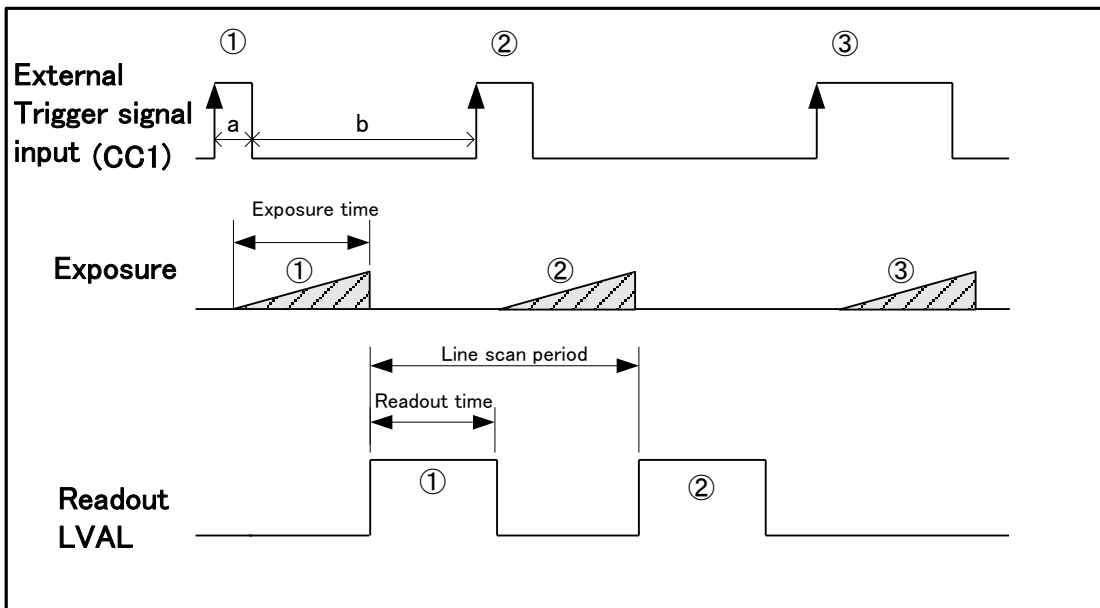 ① ② ③
External
Trigger signal
input (CC1)
a b
Exposure time
Exposure
① ② ③
Line scan period
Readout time
① ②
Readout
LVAL